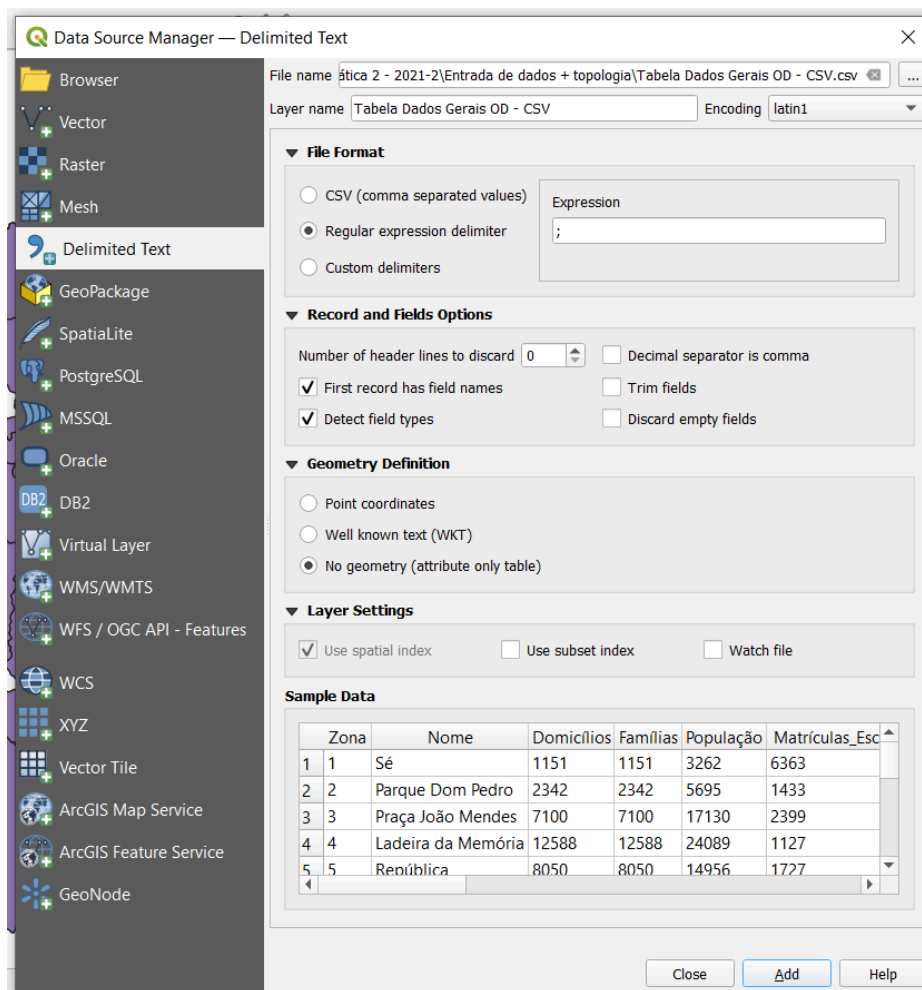 Data Source Manager — Delimited Text
Browser
Vector
Raster
Mesh
Delimited Text
GeoPackage
SpatiaLite
PostgreSQL
MSSQL
Oracle
DB2 DB2
Virtual Layer
WMS/WMTS
WFS / OGC API - Features
WCS
XYZ
Vector Tile
ArcGIS Map Service
ArcGIS Feature Service
GeoNode
File name ática 2 - 2021-2\Entrada de dados + topologia\Tabela Dados Gerais OD - CSV.csv ...
Layer name Tabela Dados Gerais OD - CSV Encoding latin1
File Format
CSV (comma separated values)
Regular expression delimiter
Custom delimiters
Expression
;
Record and Fields Options
Number of header lines to discard 0 Decimal separator is comma
First record has field names Trim fields
Detect field types Discard empty fields
Geometry Definition
Point coordinates
Well known text (WKT)
No geometry (attribute only table)
Layer Settings
Use spatial index Use subset index Watch file
Sample Data
Zona Nome Domicílios Famílias População Matrículas_Esc
1 1 Sé 1151 1151 3262 6363
2 2 Parque Dom Pedro 2342 2342 5695 1433
3 3 Praça João Mendes 7100 7100 17130 2399
4 4 Ladeira da Memória 12588 12588 24089 1127
5 5 República 8050 8050 14956 1727
Close Add Help